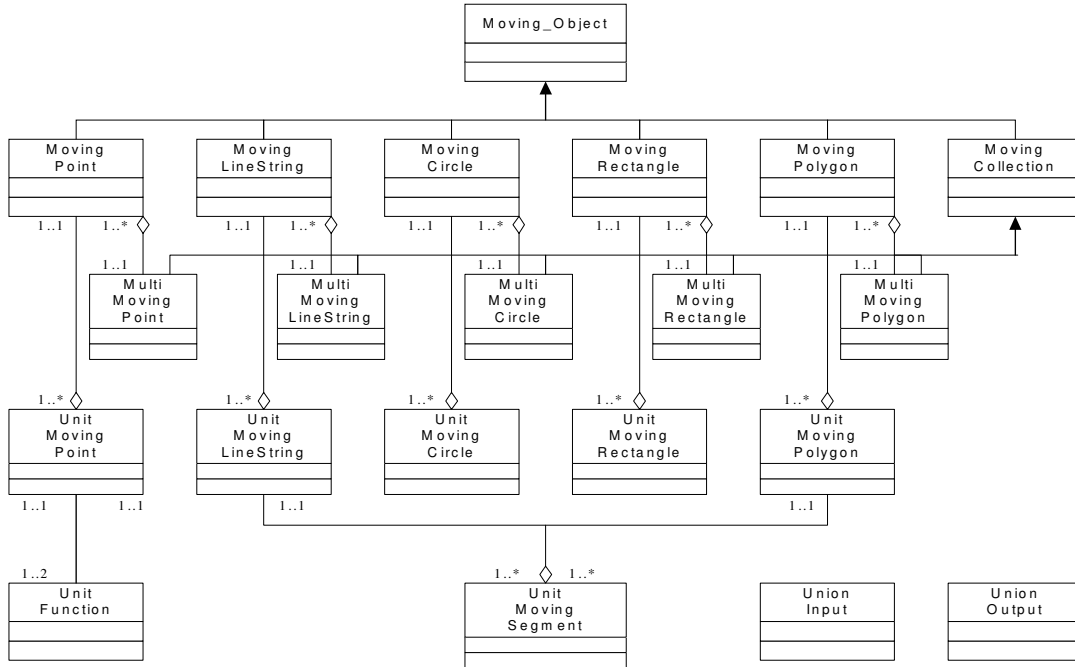 Moving_Object
Moving
Point
Moving
LineString
Moving
Circle
Moving
Rectangle
Moving
Polygon
Moving
Collection
1..1
1..*
1..1
1..*
1..1
1..*
1..1
1..*
1..1
1..*
1..1
1..1
1..1
1..1
1..1
Multi
Moving
Point
Multi
Moving
LineString
Multi
Moving
Circle
Multi
Moving
Rectangle
Multi
Moving
Polygon
1..*
1..*
1..*
1..*
1..*
Unit
Moving
Point
Unit
Moving
LineString
Unit
Moving
Circle
Unit
Moving
Rectangle
Unit
Moving
Polygon
1..1
1..1
1..1
1..1
1..2
1..*
1..*
Unit
Function
Unit
Moving
Segment
Union
Input
Union
Output